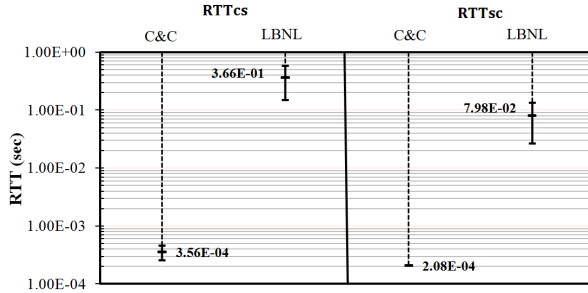 RTTcs RTTsc
C&C LBNL C&C LBNL
1.00E+00
3.66E-01
1.00E-01
7.98E-02
1.00E-02
RTT (sec)
1.00E-03
3.56E-04
2.08E-04
1.00E-04